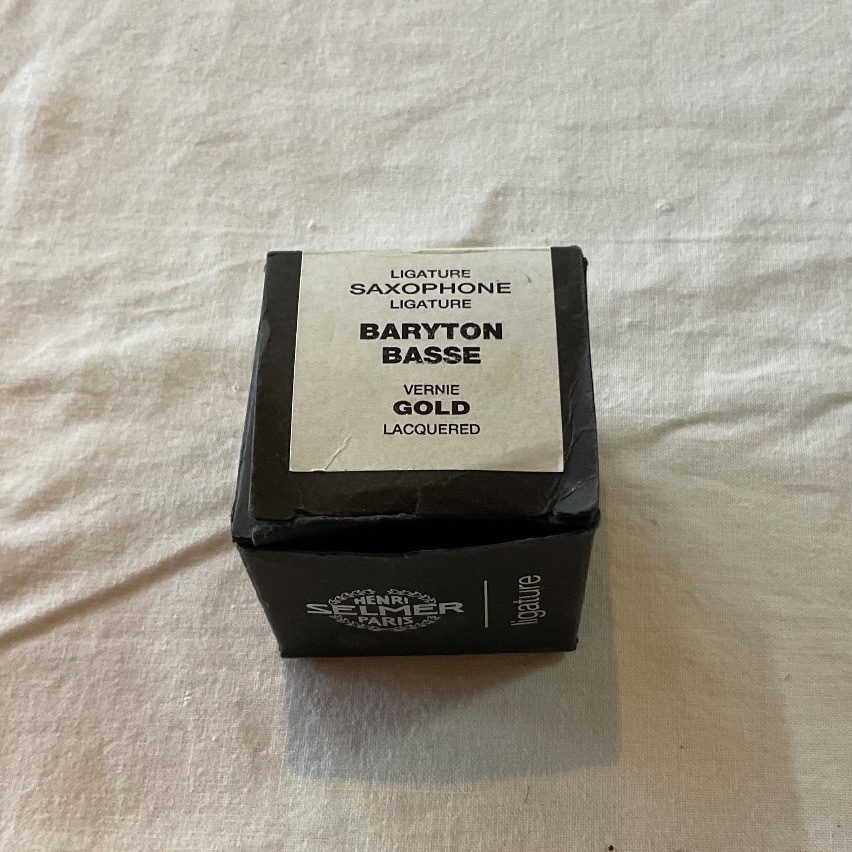 LIGATURE
SAXOPHONE
LIGATURE
BARYTON
BASSE
VERNIE
GOLD
LACQUERED
HENRI
SELMER
PARIS
ligature